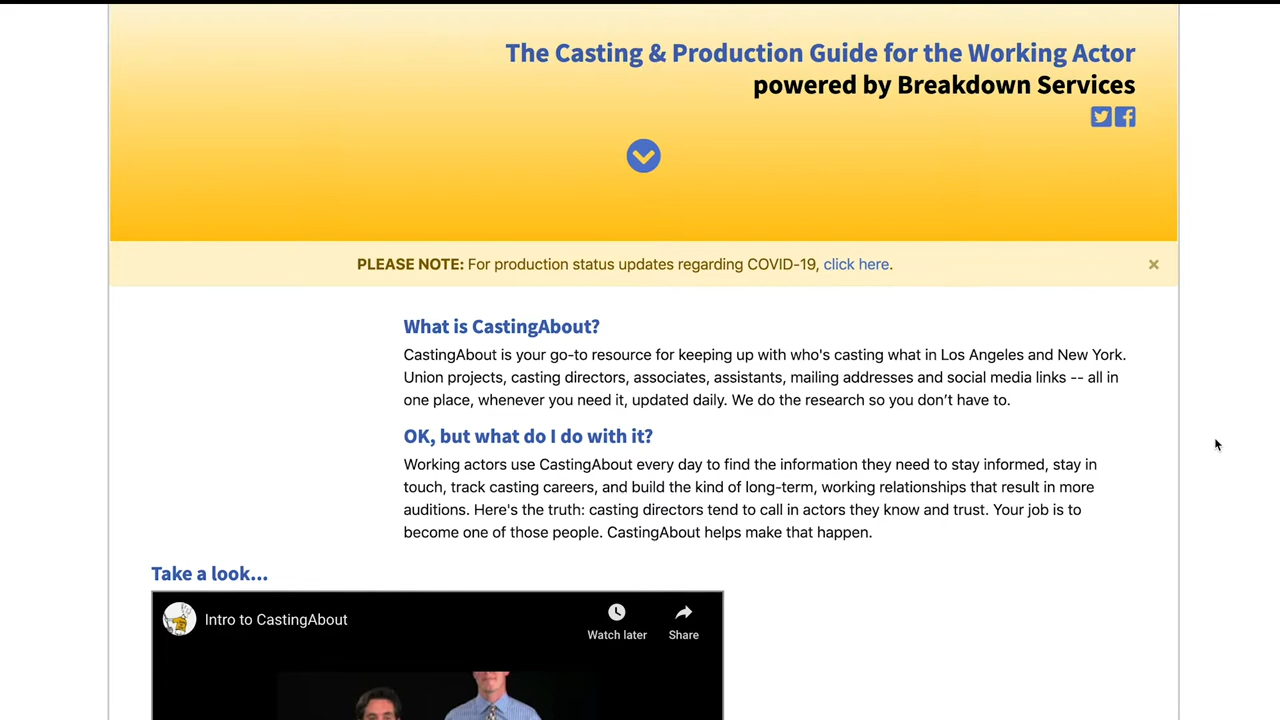 The Casting & Production Guide for the Working Actor
powered by Breakdown Services
PLEASE NOTE: For production status updates regarding COVID-19, click here.
What is CastingAbout?
CastingAbout is your go-to resource for keeping up with who's casting what in Los Angeles and New York.
Union projects, casting directors, associates, assistants, mailing addresses and social media links -- all in
one place, whenever you need it, updated daily. We do the research so you don’t have to.
OK, but what do I do with it?
Working actors use CastingAbout every day to find the information they need to stay informed, stay in
touch, track casting careers, and build the kind of long-term, working relationships that result in more
auditions. Here's the truth: casting directors tend to call in actors they know and trust. Your job is to
become one of those people. CastingAbout helps make that happen.
Take a look...
Intro to CastingAbout
Watch later
Share